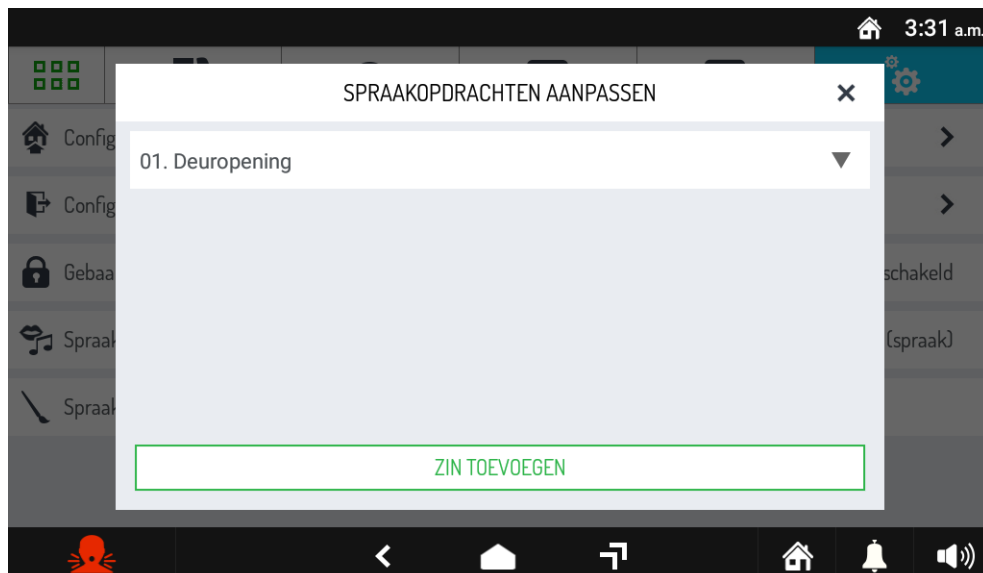 3:31 a.m.
SPRAAKOPDRACHTEN AANPASSEN
Config
01. Deuropening
Config
Gebaa
schakeld
Spraak
(spraak)
Spraak
ZIN TOEVOEGEN